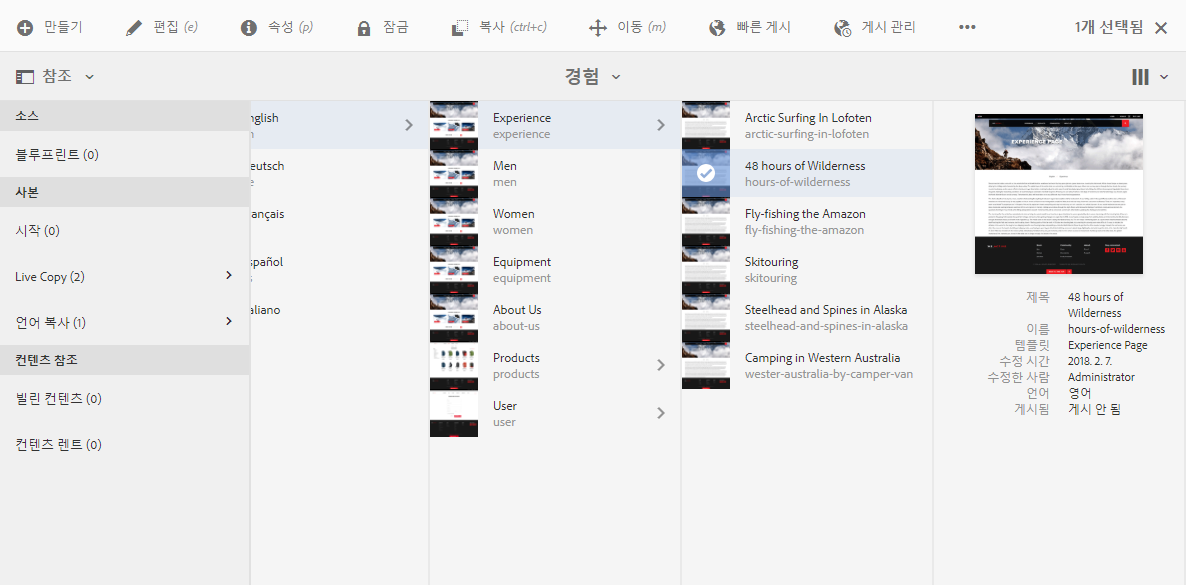 만들기 편집 (e) 속성 (p) 잠금 복사 (ctrl+c) 이동 (m) 빠른 게시 게시 관리 ••• 1개 선택됨
참조 경험
소스
블루프린트 (0)
사본
시작 (0)
Live Copy (2)
언어 복사 (1)
컨텐츠 참조
빌린 컨텐츠 (0)
컨텐츠 렌트 (0)
nglish
eutsch
ançais
pañol
aliano
Experience
experience
Men
men
Women
women
Equipment
equipment
About Us
about-us
Products
products
User
user
Arctic Surfing In Lofoten
arctic-surfing-in-lofoten
48 hours of Wilderness
hours-of-wilderness
Fly-fishing the Amazon
fly-fishing-the-amazon
Skitouring
skitouring
Steelhead and Spines in Alaska
steelhead-and-spines-in-alaska
Camping in Western Australia
wester-australia-by-camper-van
EXPERIENCE PAGE
제목 48 hours of
Wilderness
이름 hours-of-wilderness
템플릿 Experience Page
수정 시간 2018. 2. 7.
수정한 사람 Administrator
언어 영어
게시됨 게시 안 됨